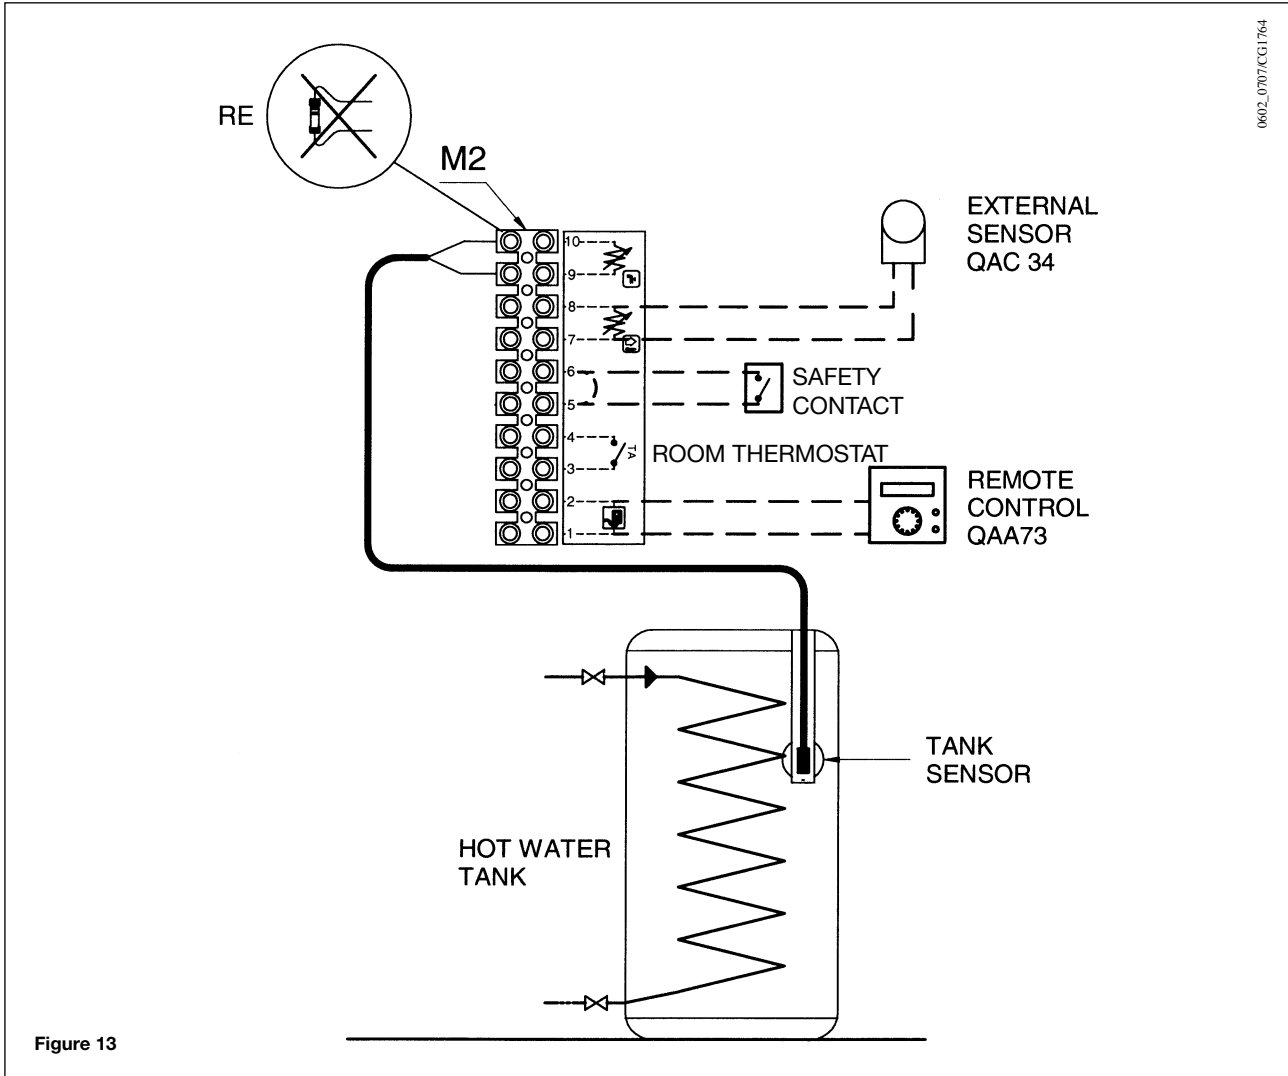 0602_0707/CG1764
RE
M2
EXTERNAL
SENSOR
QAC 34
10
9
8
7
6
5
4
3
2
1
SAFETY
CONTACT
TA
ROOM THERMOSTAT
REMOTE
CONTROL
QAA73
TANK
SENSOR
HOT WATER
TANK
Figure 13